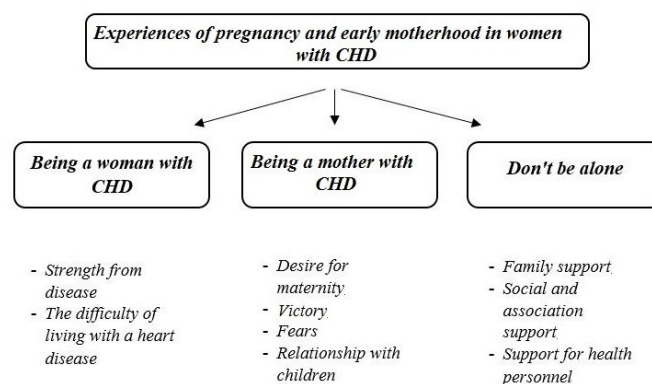 Experiences of pregnancy and early motherhood in women
with CHD
Being a woman with
CHD
Being a mother with
CHD
Don't be alone
- Strength from
disease
- The difficulty of
living with a heart
disease
- Desire for
maternity
- Victory
- Fears
- Relationship with
children
- Family support
- Social and
association
support
- Support for health
personnel